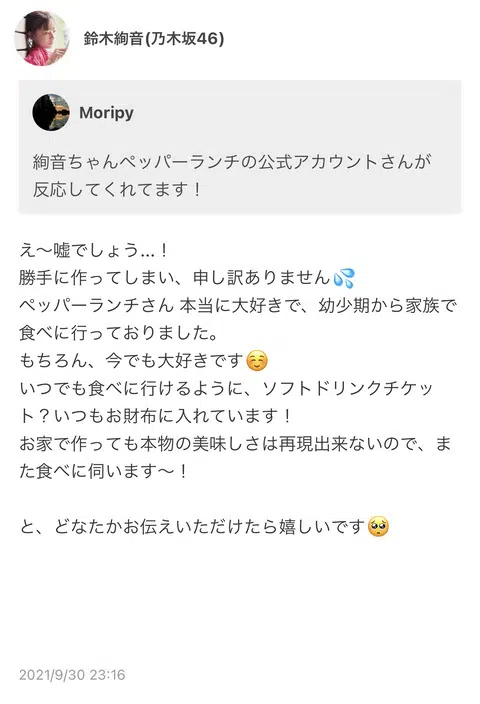 鈴木絢音(乃木坂46)
Moripy
絢音ちゃんペッパーランチの公式アカウントさんが
反応してくれてます！
え〜嘘でしょう...！
勝手に作ってしまい、申し訳ありません💦
ペッパーランチさん 本当に大好きで、幼少期から家族で
食べに行っておりました。
もちろん、今でも大好きです☺️
いつでも食べに行けるように、ソフトドリンクチケッ
ト？いつもお財布に入れています！
お家で作っても本物の美味しさは再現出来ないので、ま
た食べに伺います〜！
と、どなたかお伝えいただけたら嬉しいです🥺
2021/9/30 23:16